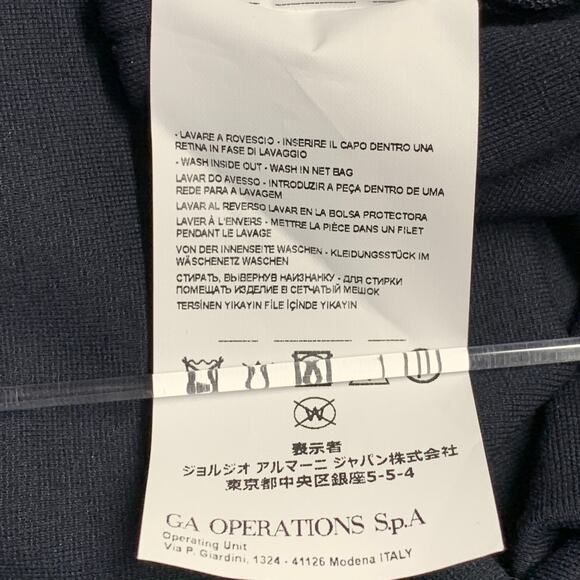 - LAVARE A ROVESCIO - INSERIRE IL CAPO DENTRO UNA
RETINA IN FASE DI LAVAGGIO
- WASH INSIDE OUT - WASH IN NET BAG
LAVAR DO AVESSO - INTRODUZIR A PEÇA DENTRO DE UMA
REDE PARA A LAVAGEM
LAVAR AL REVERSO LAVAR EN LA BOLSA PROTECTORA
LAVER À L'ENVERS - METTRE LA PIÈCE DANS UN FILET
PENDANT LE LAVAGE
VON DER INNENSEITE WASCHEN - KLEIDUNGSSTÜCK IM
WÄSCHENETZ WASCHEN
СТИРАТЬ, ВЫВЕРНУВ НАИЗНАНКУ - ДЛЯ СТИРКИ
ПОМЕЩАТЬ ИЗДЕЛИЕ ВІ СЕТЧАТЫЙ МЕШОК
TERSİNEN YIKAYIN FİLE İÇİNDE YIKAYIN
W
表示者
ジョルジオ アルマーニ ジャパン株式会社
東京都中央区銀座5-5-4
GA OPERATIONS S.p.A
Operating Unit
Via P. Giardini, 1324 - 41126 Modena ITALY